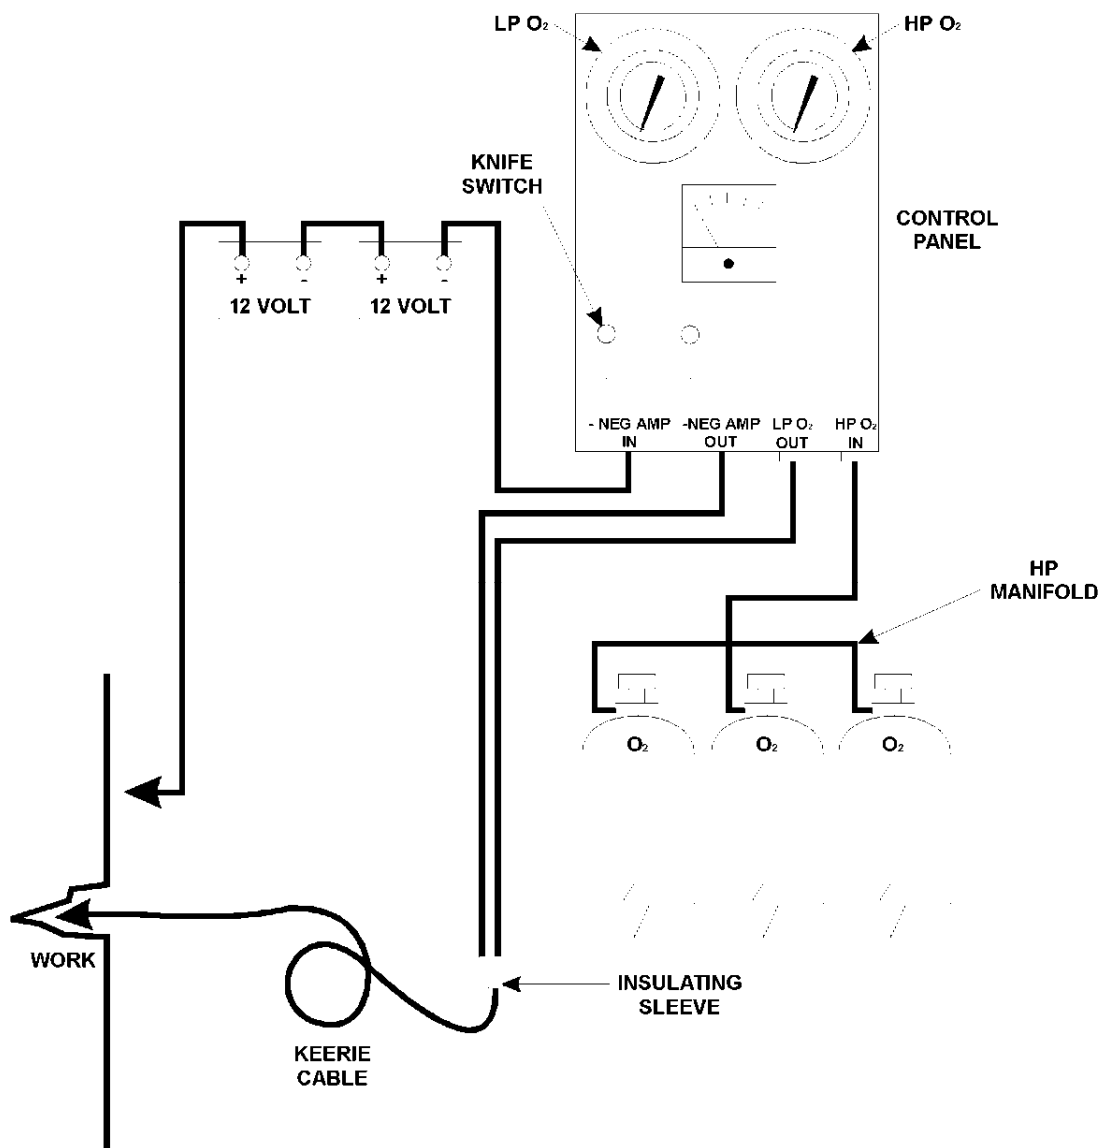 LP O₂
HP O₂
KNIFE
SWITCH
CONTROL
PANEL
+
-
+
-
12 VOLT
12 VOLT
- NEG AMP
IN
-NEG AMP
OUT
LP O₂
OUT
HP O₂
IN
HP
MANIFOLD
O₂
O₂
O₂
WORK
INSULATING
SLEEVE
KEERIE
CABLE